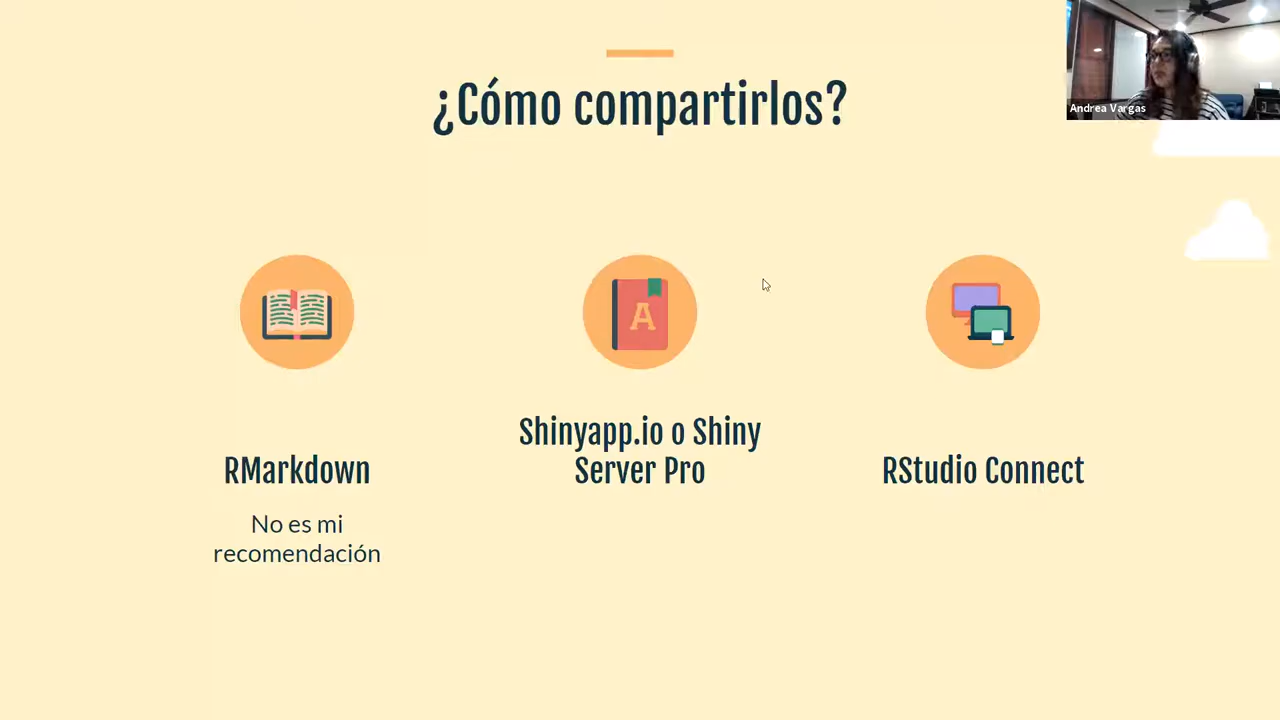 ¿Cómo compartirlos?
Andrea Vargas
A
RMarkdown
No es mi
recomendación
Shinyapp.io o Shiny
Server Pro
RStudio Connect